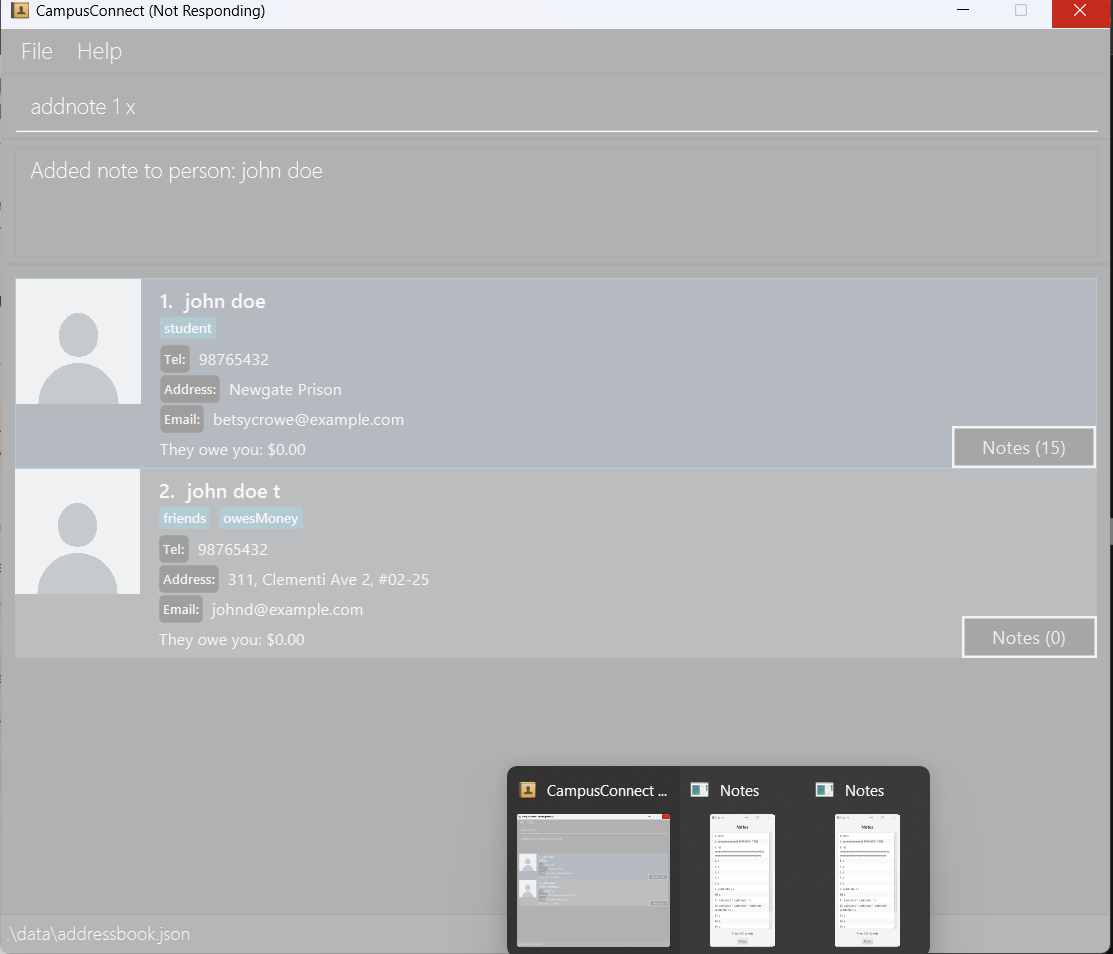 CampusConnect (Not Responding)
File Help
addnote 1 x
Added note to person: john doe
1. john doe
student
Tel: 98765432
Address: Newgate Prison
Email: betsycrowe@example.com
They owe you: $0.00
Notes (15)
2. john doe t
friends owesMoney
Tel: 98765432
Address: 311, Clementi Ave 2, #02-25
Email: johnd@example.com
They owe you: $0.00
Notes (0)
CampusConnect ... Notes Notes
Notes Notes
.\data\addressbook.json